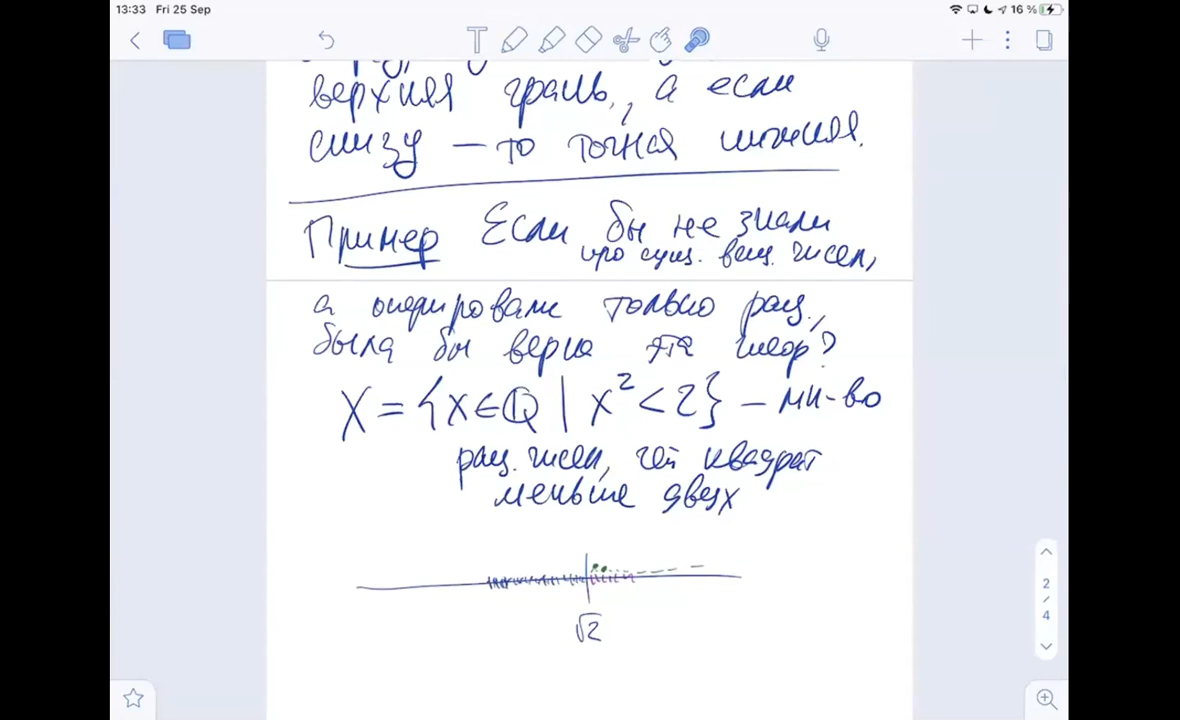 13:33 Fri 25 Sep
16 %
верхняя грань, а если
снизу — то точная нижняя.
Пример Если бы не знали
про сущ. вещ. чисел,
а оперировали только рац.,
была бы верна эта теор?
X = {x ∈ ℚ | x² < 2} — мн-во
рац. чисел, чей квадрат
меньше двух
√2
2
/
4